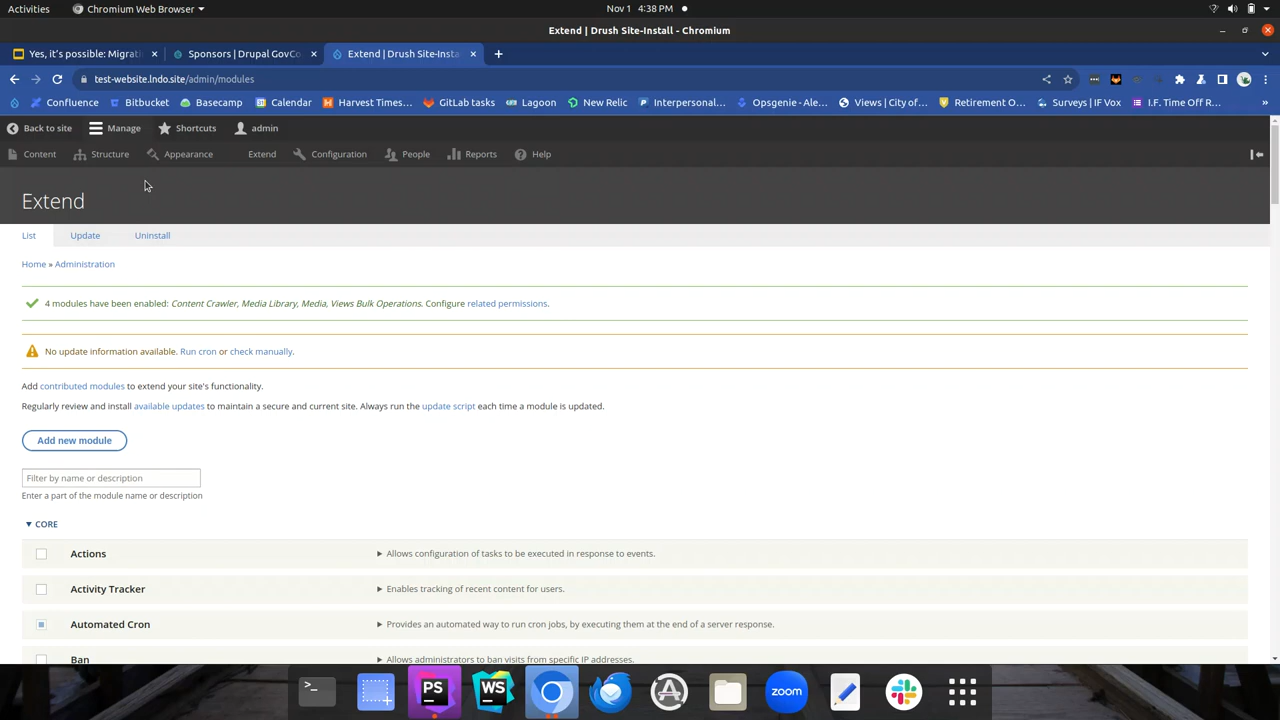 Activities
Chromium Web Browser
Nov 1 4:38 PM
Extend | Drush Site-Install - Chromium
Yes, it's possible: Migrati
Sponsors | Drupal GovCo
Extend | Drush Site-Insta
test-website.lndo.site/admin/modules
Confluence
Bitbucket
Basecamp
Calendar
Harvest Times…
GitLab tasks
Lagoon
New Relic
Interpersonal…
Opsgenie - Ale…
Views | City of…
Retirement O…
Surveys | IF Vox
I.F. Time Off R…
Back to site
Manage
Shortcuts
admin
Content
Structure
Appearance
Extend
Configuration
People
Reports
Help
Extend
List
Update
Uninstall
Home » Administration
4 modules have been enabled: Content Crawler, Media Library, Media, Views Bulk Operations. Configure related permissions.
No update information available. Run cron or check manually.
Add contributed modules to extend your site's functionality.
Regularly review and install available updates to maintain a secure and current site. Always run the update script each time a module is updated.
Add new module
Filter by name or description
Enter a part of the module name or description
CORE
Actions
Allows configuration of tasks to be executed in response to events.
Activity Tracker
Enables tracking of recent content for users.
Automated Cron
Provides an automated way to run cron jobs, by executing them at the end of a server response.
Ban
Allows administrators to ban visits from specific IP addresses.
>_
PS
WS
zoom